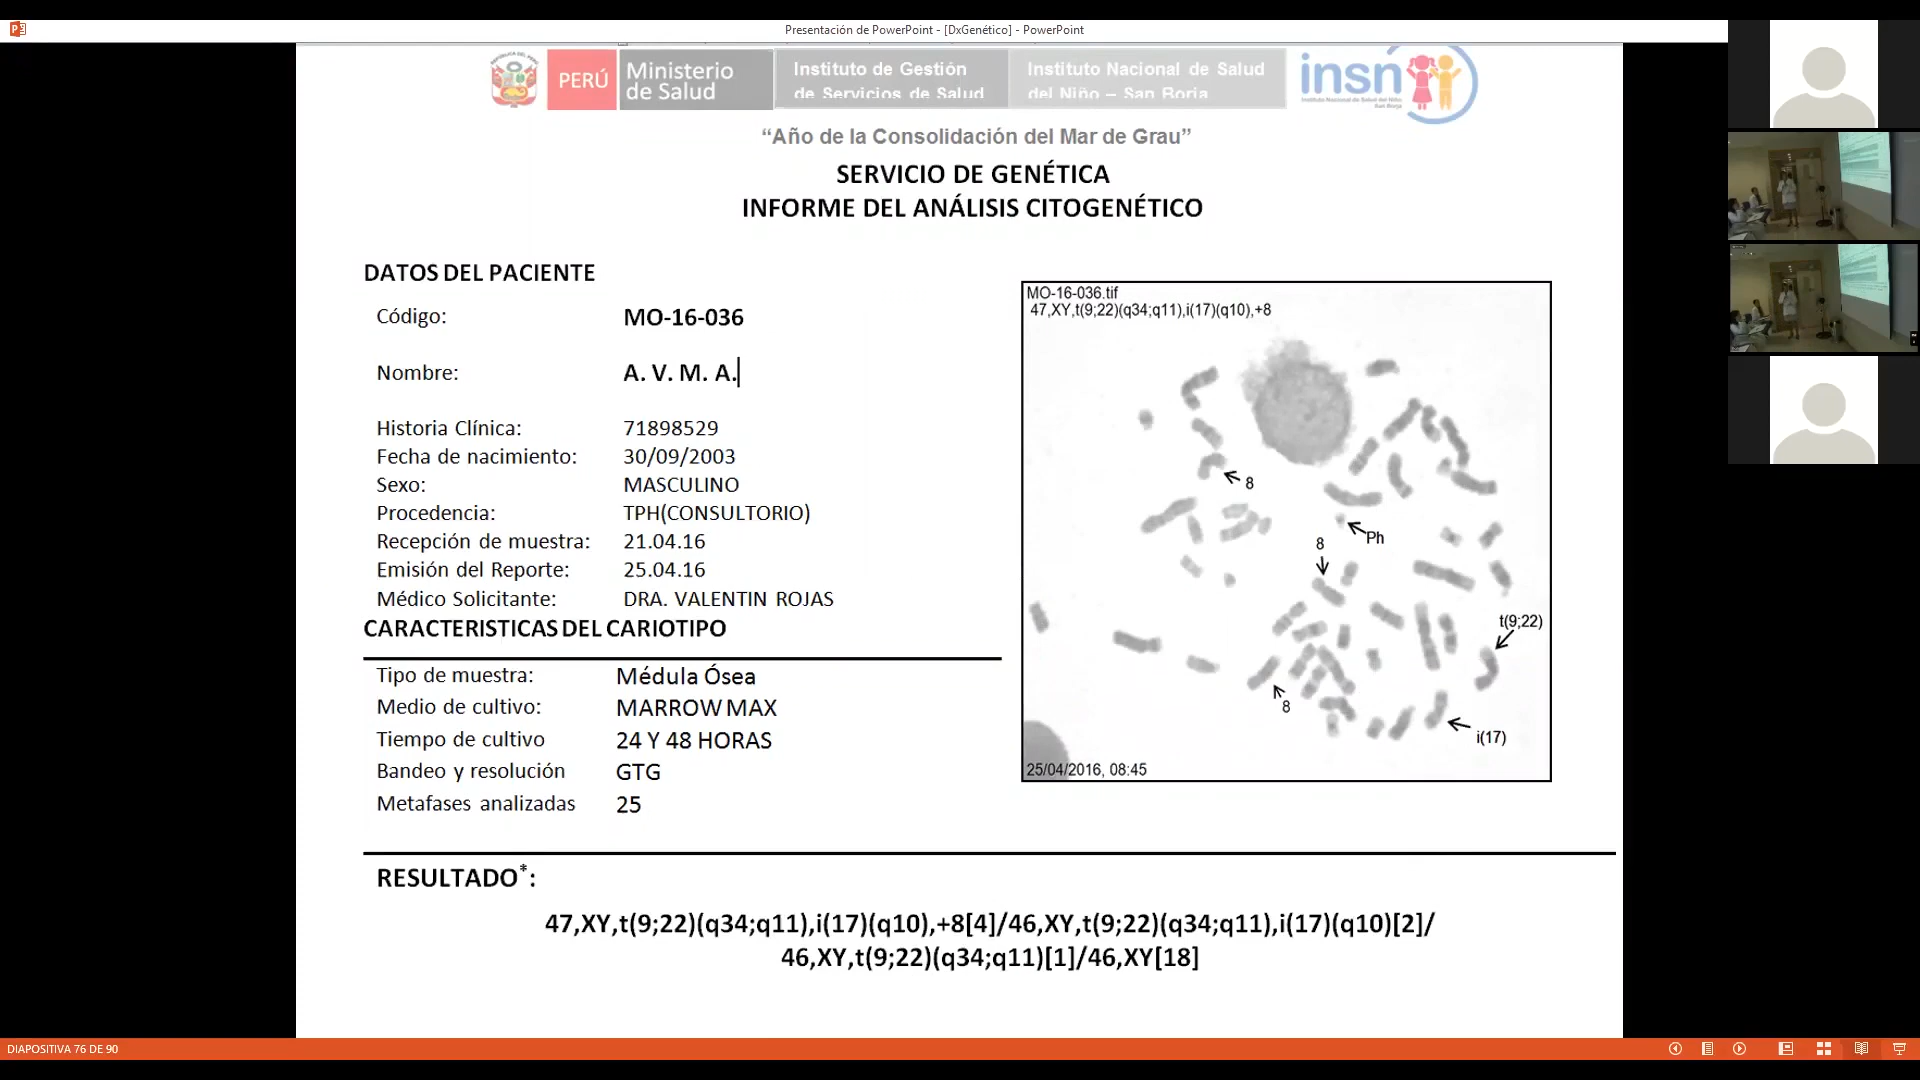 Presentación de PowerPoint - [DxGenético] - PowerPoint
PERÚ
Ministerio
de Salud
Instituto de Gestión
de Servicios de Salud
Instituto Nacional de Salud
del Niño – San Borja
insn
“Año de la Consolidación del Mar de Grau”
SERVICIO DE GENÉTICA
INFORME DEL ANÁLISIS CITOGENÉTICO
DATOS DEL PACIENTE
Código: MO-16-036
Nombre: A. V. M. A.
Historia Clínica: 71898529
Fecha de nacimiento: 30/09/2003
Sexo: MASCULINO
Procedencia: TPH(CONSULTORIO)
Recepción de muestra: 21.04.16
Emisión del Reporte: 25.04.16
Médico Solicitante: DRA. VALENTIN ROJAS
CARACTERISTICAS DEL CARIOTIPO
Tipo de muestra: Médula Ósea
Medio de cultivo: MARROW MAX
Tiempo de cultivo 24 Y 48 HORAS
Bandeo y resolución GTG
Metafases analizadas 25
MO-16-036.tif
47,XY,t(9;22)(q34;q11),i(17)(q10),+8
8
Ph
8
t(9;22)
8
i(17)
25/04/2016, 08:45
RESULTADO*:
47,XY,t(9;22)(q34;q11),i(17)(q10),+8[4]/46,XY,t(9;22)(q34;q11),i(17)(q10)[2]/
46,XY,t(9;22)(q34;q11)[1]/46,XY[18]
DIAPOSITIVA 76 DE 90